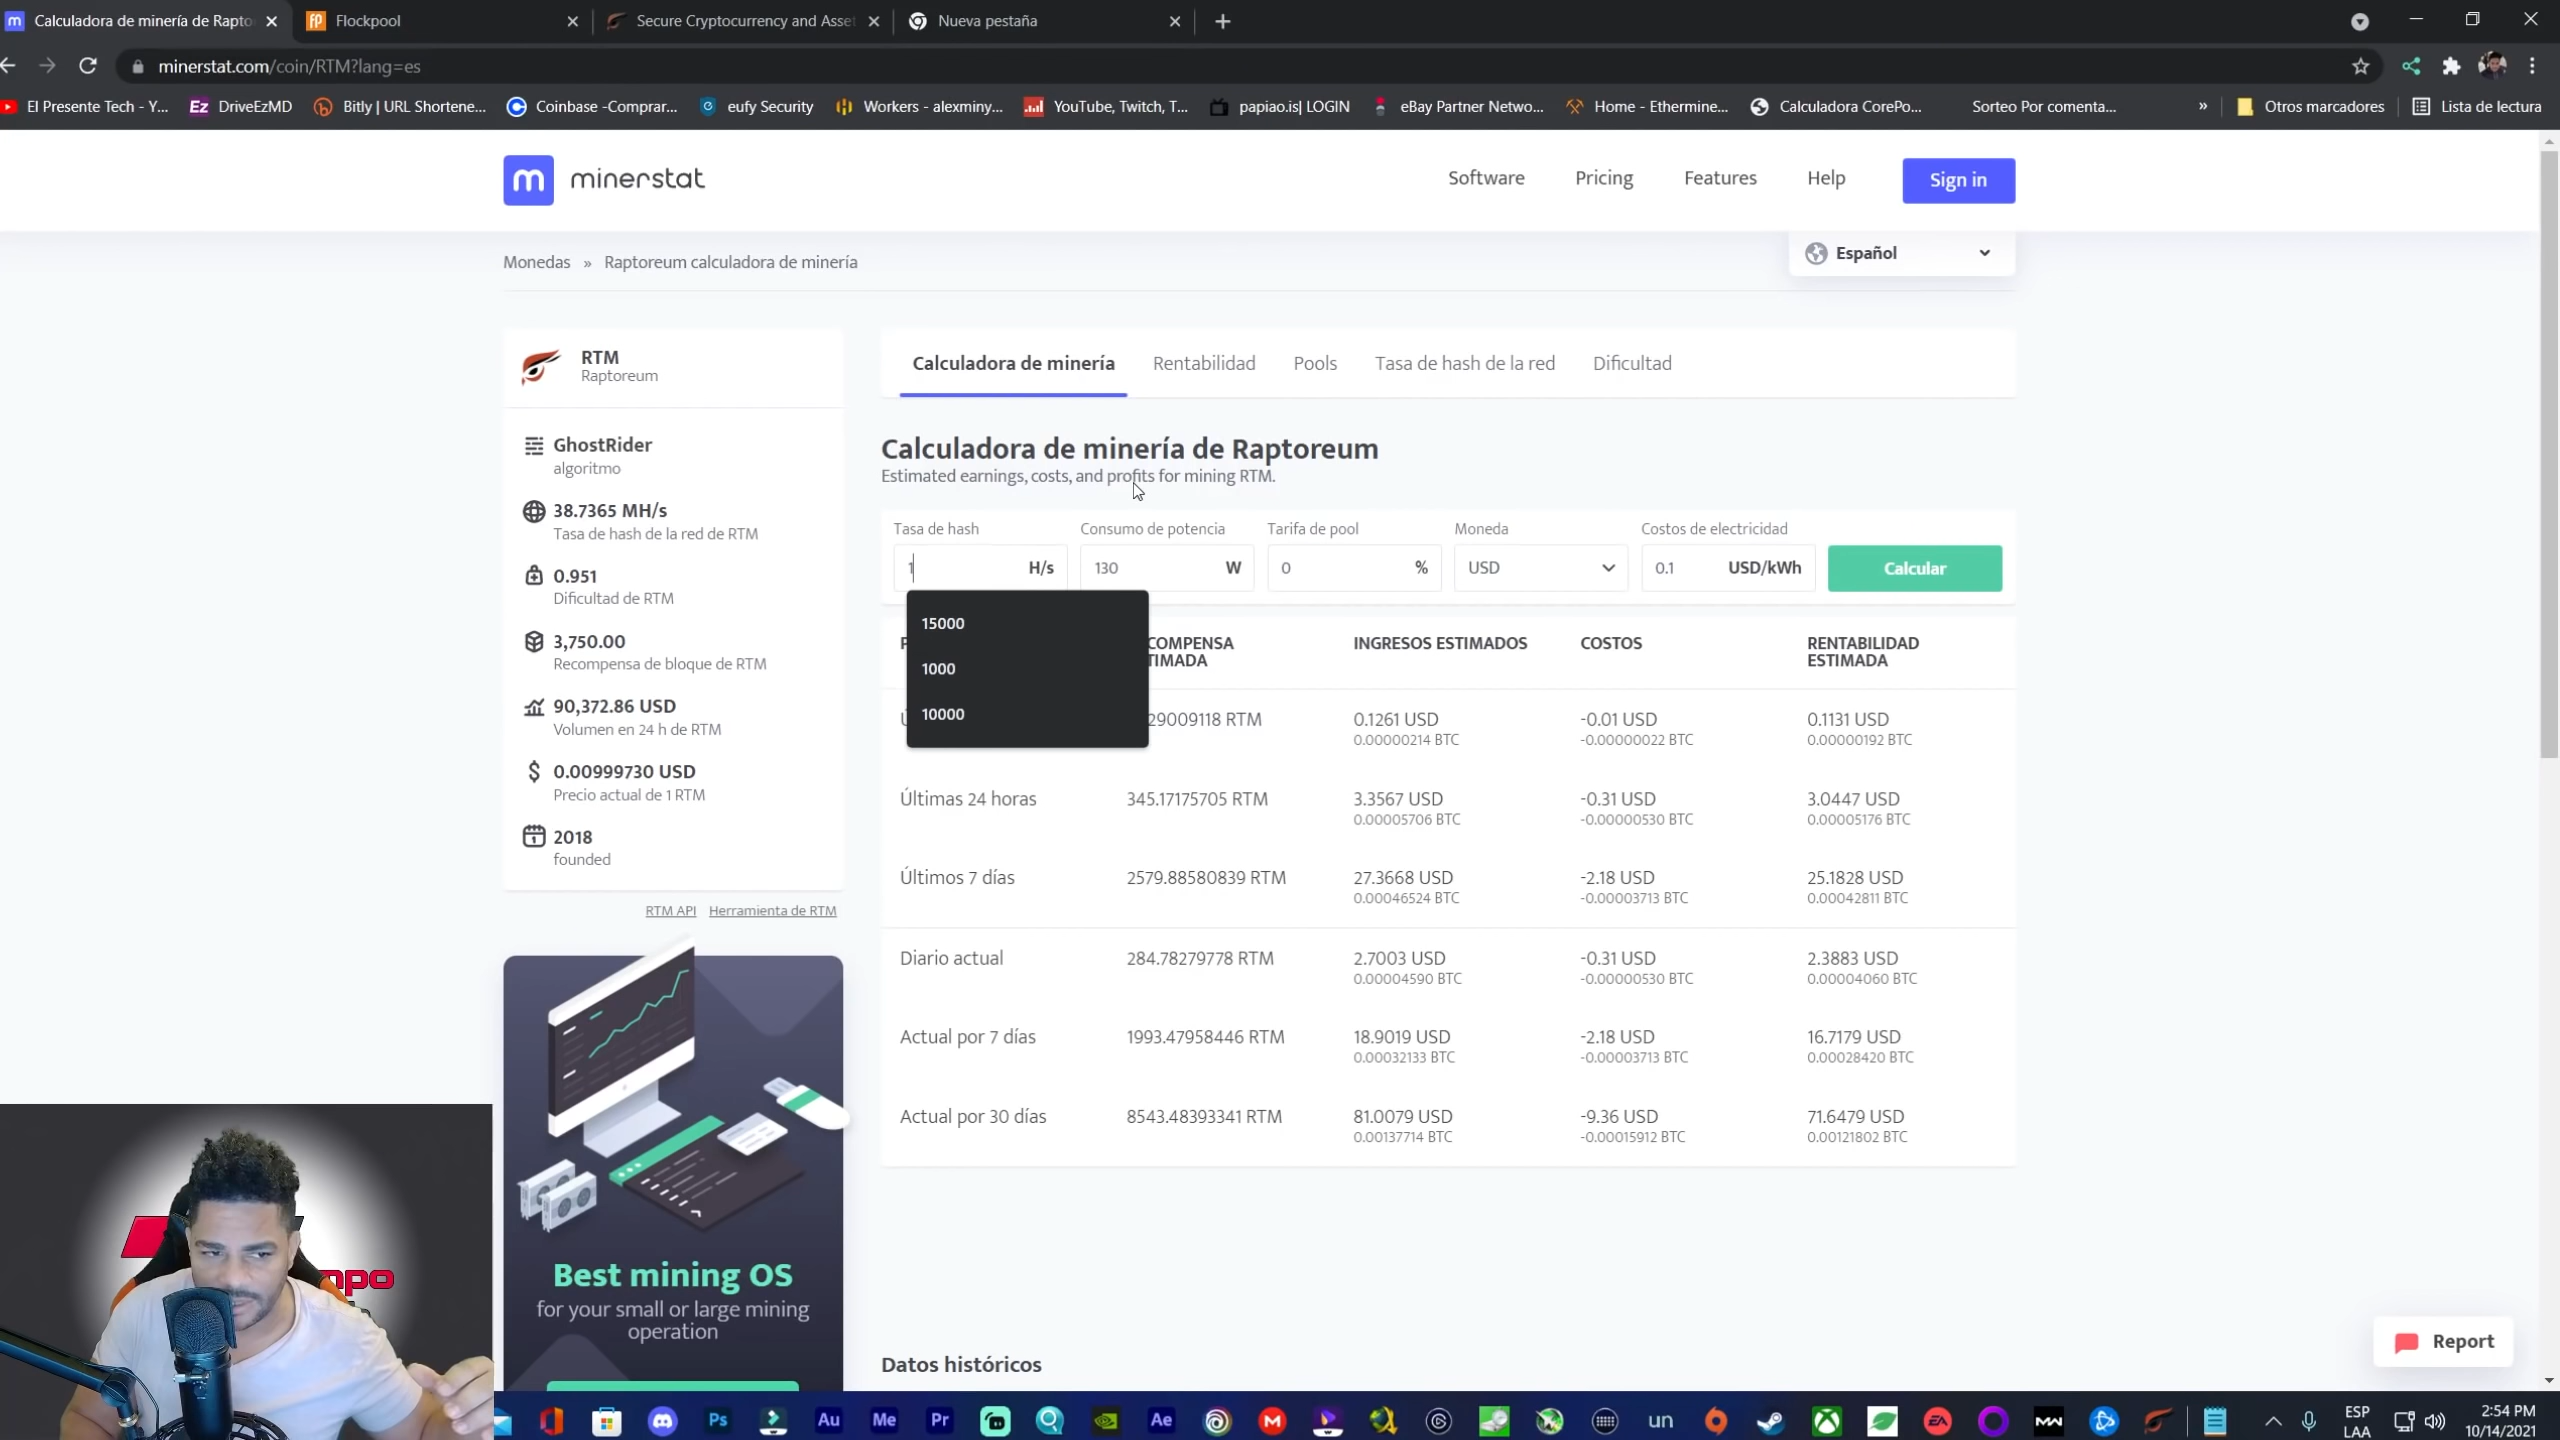 Calculadora de minería de Rapto
Flockpool
Secure Cryptocurrency and Asset
Nueva pestaña
minerstat.com/coin/RTM?lang=es
El Presente Tech - Y...
DriveEzMD
Bitly | URL Shortene...
Coinbase -Comprar...
eufy Security
Workers - alexminy...
YouTube, Twitch, T...
papiao.is| LOGIN
eBay Partner Netwo...
Home - Ethermine...
Calculadora CorePo...
Sorteo Por comenta...
»
Otros marcadores
Lista de lectura
minerstat
Software
Pricing
Features
Help
Sign in
Monedas » Raptoreum calculadora de minería
Español
RTM
Raptoreum
GhostRider
algoritmo
38.7365 MH/s
Tasa de hash de la red de RTM
0.951
Dificultad de RTM
3,750.00
Recompensa de bloque de RTM
90,372.86 USD
Volumen en 24 h de RTM
0.00999730 USD
Precio actual de 1 RTM
2018
founded
RTM API
Herramienta de RTM
Best mining OS
for your small or large mining
operation
Calculadora de minería
Rentabilidad
Pools
Tasa de hash de la red
Dificultad
Calculadora de minería de Raptoreum
Estimated earnings, costs, and profits for mining RTM.
Tasa de hash
Consumo de potencia
Tarifa de pool
Moneda
Costos de electricidad
1 H/s
130 W
0 %
USD
0.1 USD/kWh
Calcular
15000
1000
10000
COMPENSA
TIMADA
INGRESOS ESTIMADOS
COSTOS
RENTABILIDAD
ESTIMADA
29009118 RTM
0.1261 USD
0.00000214 BTC
-0.01 USD
-0.00000022 BTC
0.1131 USD
0.00000192 BTC
Últimas 24 horas
345.17175705 RTM
3.3567 USD
0.00005706 BTC
-0.31 USD
-0.00000530 BTC
3.0447 USD
0.00005176 BTC
Últimos 7 días
2579.88580839 RTM
27.3668 USD
0.00046524 BTC
-2.18 USD
-0.00003713 BTC
25.1828 USD
0.00042811 BTC
Diario actual
284.78279778 RTM
2.7003 USD
0.00004590 BTC
-0.31 USD
-0.00000530 BTC
2.3883 USD
0.00004060 BTC
Actual por 7 días
1993.47958446 RTM
18.9019 USD
0.00032133 BTC
-2.18 USD
-0.00003713 BTC
16.7179 USD
0.00028420 BTC
Actual por 30 días
8543.48393341 RTM
81.0079 USD
0.00137714 BTC
-9.36 USD
-0.00015912 BTC
71.6479 USD
0.00121802 BTC
Datos históricos
Report
mpo
Ps
Au
Me
Pr
Ae
un
EA
ESP
LAA
2:54 PM
10/14/2021